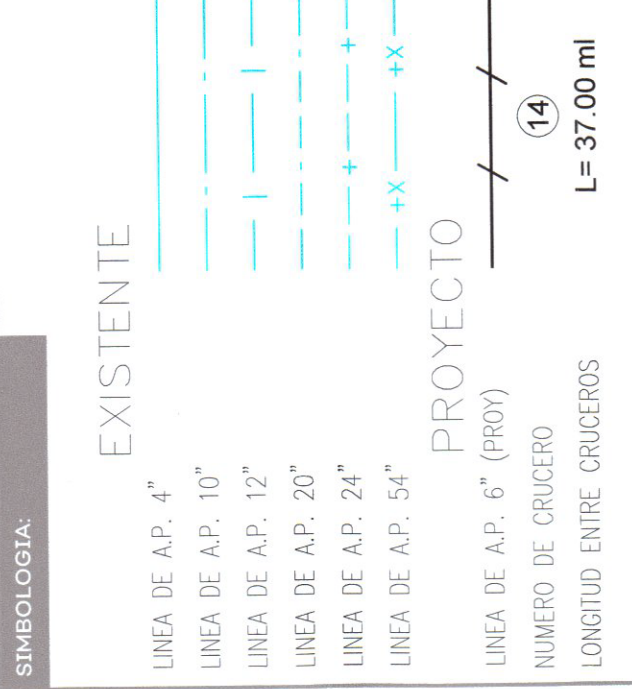 SIMBOLOGIA:
EXISTENTE
LINEA DE A.P. 4"
LINEA DE A.P. 10"
LINEA DE A.P. 12"
LINEA DE A.P. 20"
LINEA DE A.P. 24"
LINEA DE A.P. 54"
PROYECTO
LINEA DE A.P. 6" (PROY)
NUMERO DE CRUCERO 14
LONGITUD ENTRE CRUCEROS L= 37.00 ml